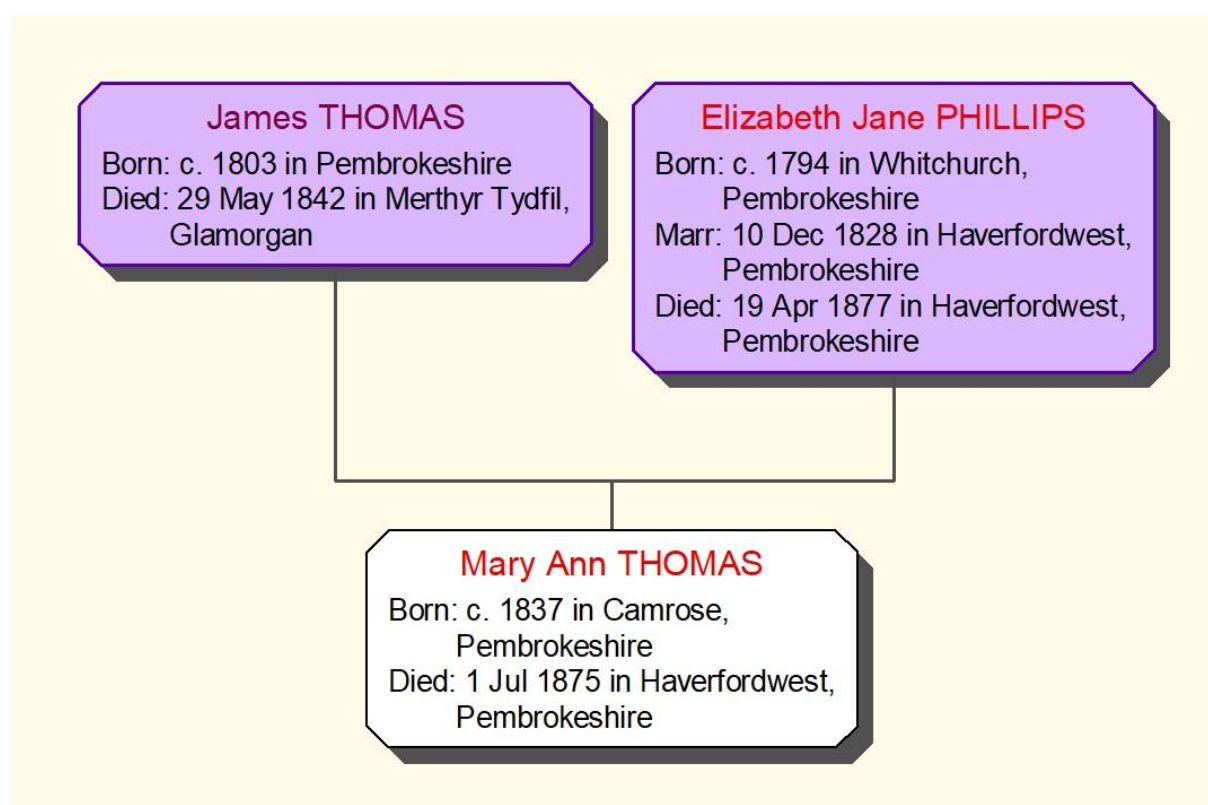 James THOMAS
Born: c. 1803 in Pembrokeshire
Died: 29 May 1842 in Merthyr Tydfil,
Glamorgan
Elizabeth Jane PHILLIPS
Born: c. 1794 in Whitchurch,
Pembrokeshire
Marr: 10 Dec 1828 in Haverfordwest,
Pembrokeshire
Died: 19 Apr 1877 in Haverfordwest,
Pembrokeshire
Mary Ann THOMAS
Born: c. 1837 in Camrose,
Pembrokeshire
Died: 1 Jul 1875 in Haverfordwest,
Pembrokeshire